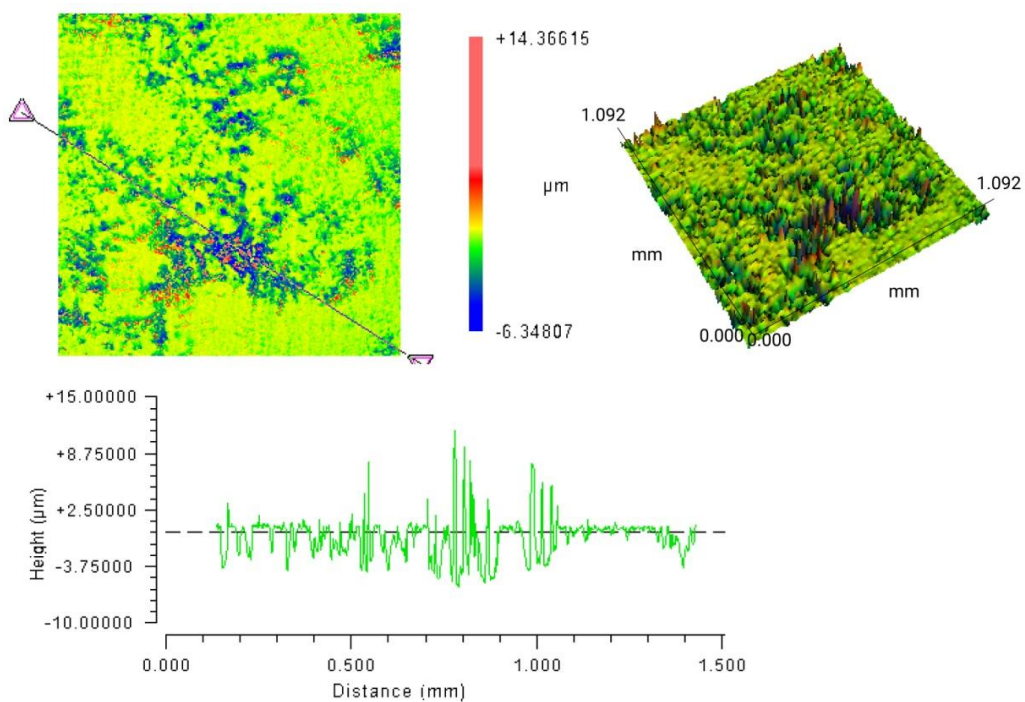 +14.36615
µm
-6.34807
1.092
1.092
mm
mm
0.000
0.000
+15.00000
+8.75000
+2.50000
-3.75000
-10.00000
Height (µm)
0.000 0.500 1.000 1.500
Distance (mm)